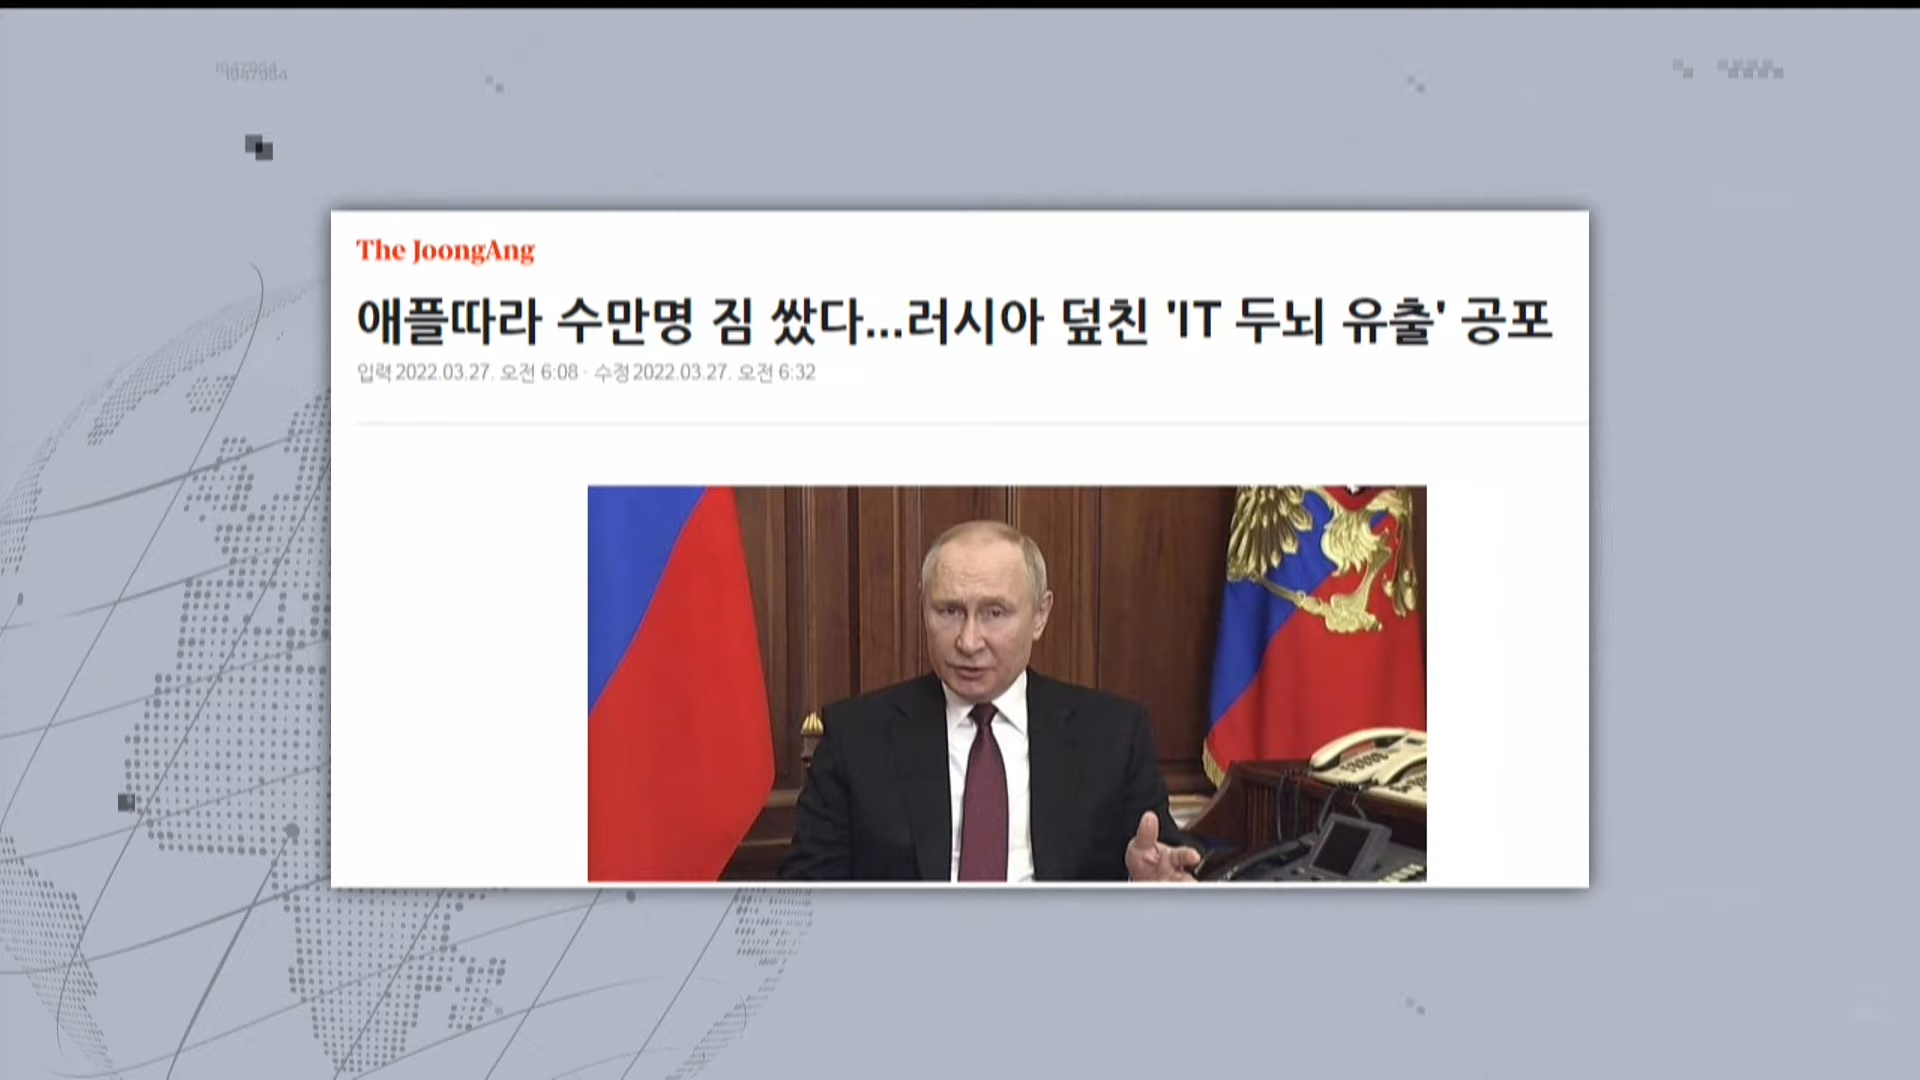 1047954
1047954
The JoongAng
애플따라 수만명 짐 쌌다...러시아 덮친 'IT 두뇌 유출' 공포
입력 2022.03.27. 오전 6:08 · 수정 2022.03.27. 오전 6:32